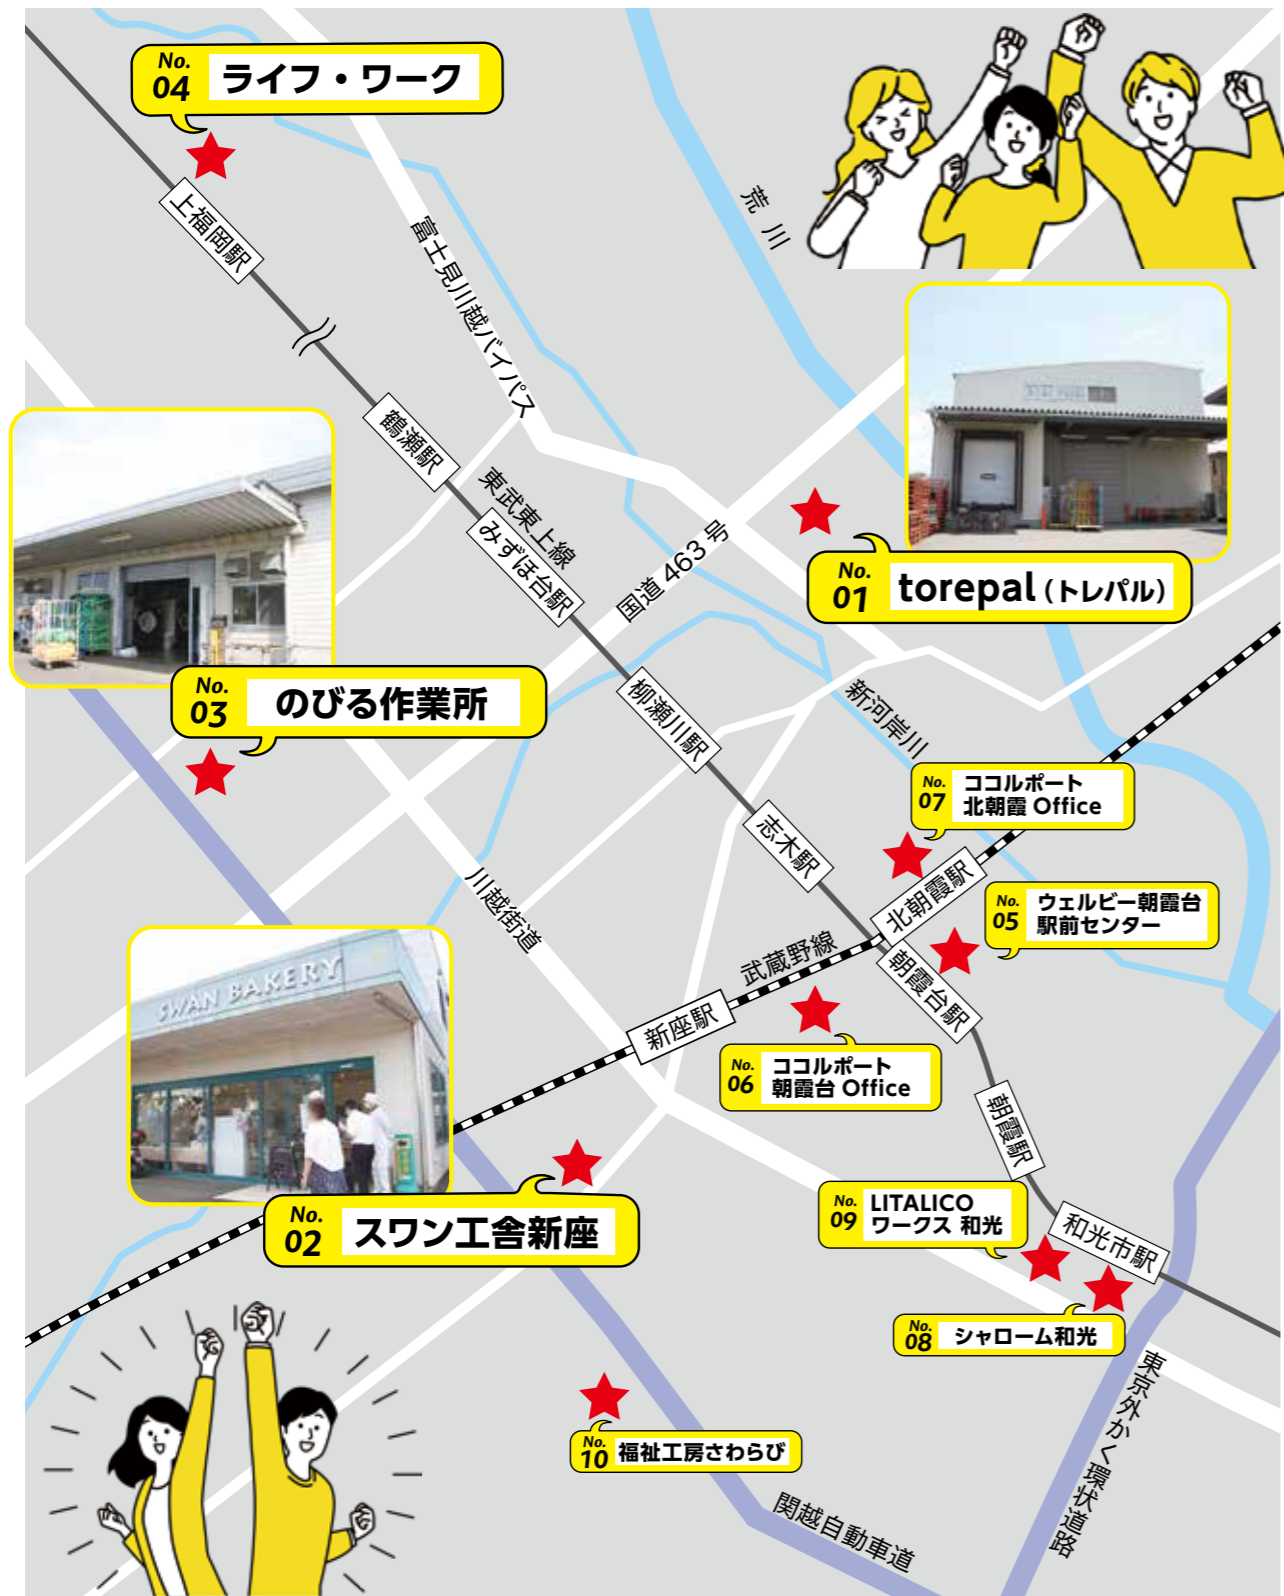 No.
04
ライフ・ワーク
上福岡駅
富士見川越バイパス
荒川
鶴瀬駅
東武東上線
みずほ台駅
国道463号
No.
01
torepal(トレパル)
No.
03
のびる作業所
柳瀬川駅
新河岸川
No.
07
ココルポート
北朝霞 Office
志木駅
川越街道
北朝霞駅
No.
05
ウェルビー朝霞台
駅前センター
武蔵野線
朝霞台駅
SWAN BAKERY
新座駅
No.
06
ココルポート
朝霞台 Office
朝霞駅
No.
02
スワン工舎新座
No.
09
LITALICO
ワークス 和光
和光市駅
No.
08
シャローム和光
東京外かく環状道路
No.
10
福祉工房さわらび
関越自動車道